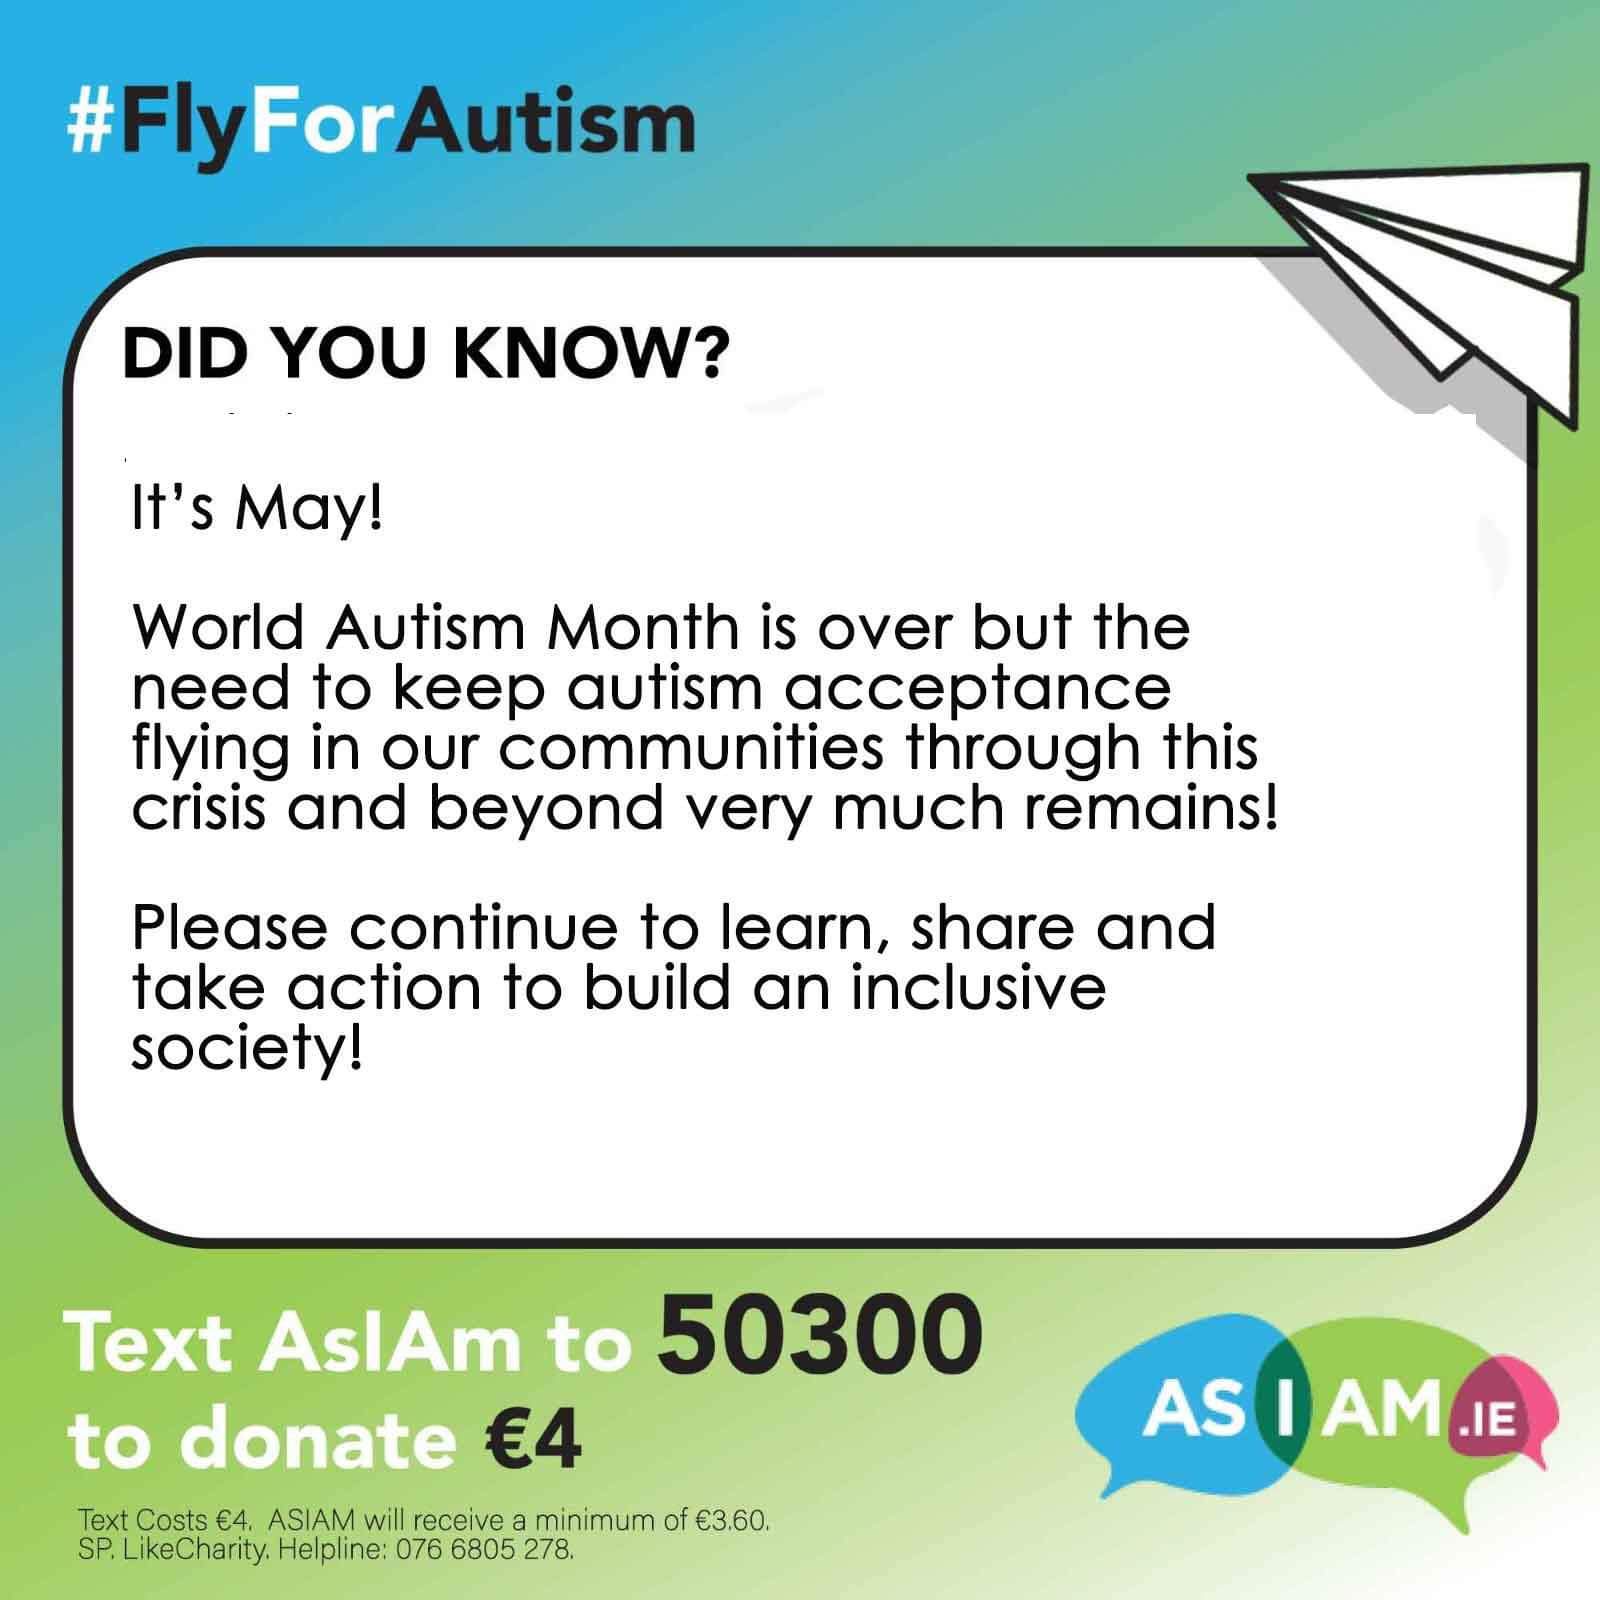 #FlyForAutism
DID YOU KNOW?
It's May!
World Autism Month is over but the
need to keep autism acceptance
flying in our communities through this
crisis and beyond very much remains!
Please continue to learn, share and
take action to build an inclusive
society!
Text AsIAm to 50300
to donate €4
AS I AM.IE
Text Costs €4. ASIAM will receive a minimum of €3.60.
SP. LikeCharity. Helpline: 076 6805 278.